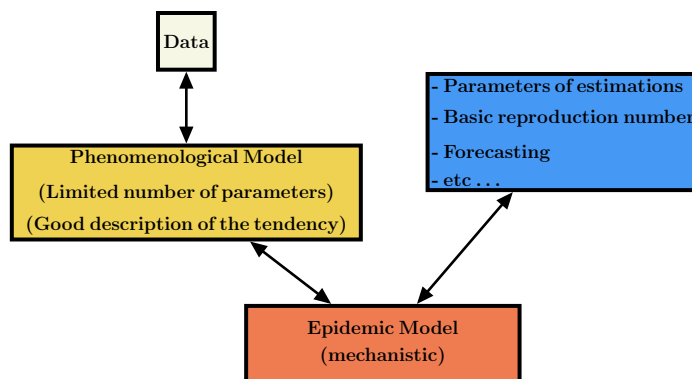 Data
Phenomenological Model
(Limited number of parameters)
(Good description of the tendency)
- Parameters of estimations
- Basic reproduction number
- Forecasting
- etc ...
Epidemic Model
(mechanistic)